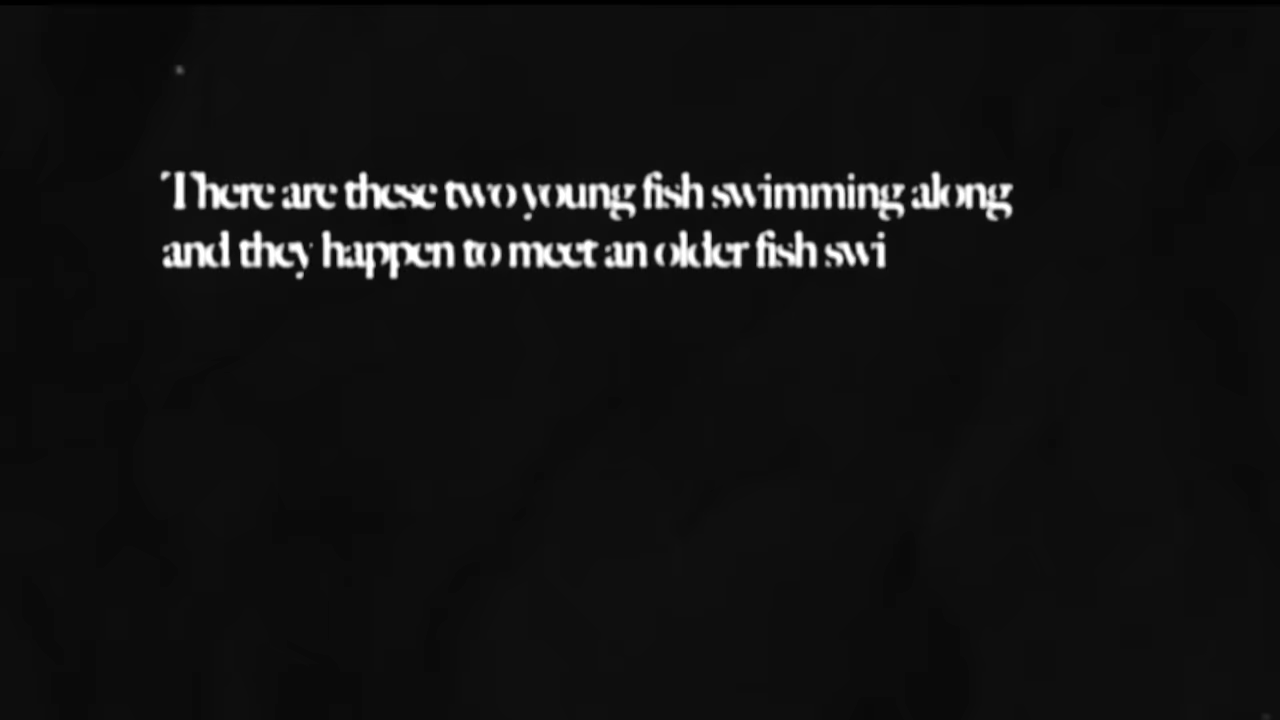 There are these two young fish swimming along
and they happen to meet an older fish swi